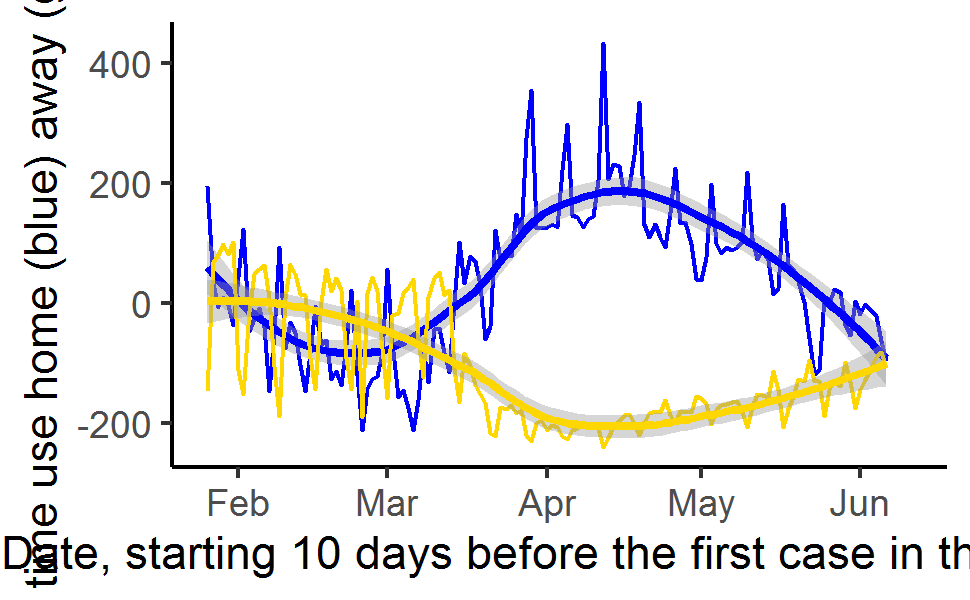 time use home (blue) away (
400
200
0
-200
Feb Mar Apr May Jun
Date, starting 10 days before the first case in th